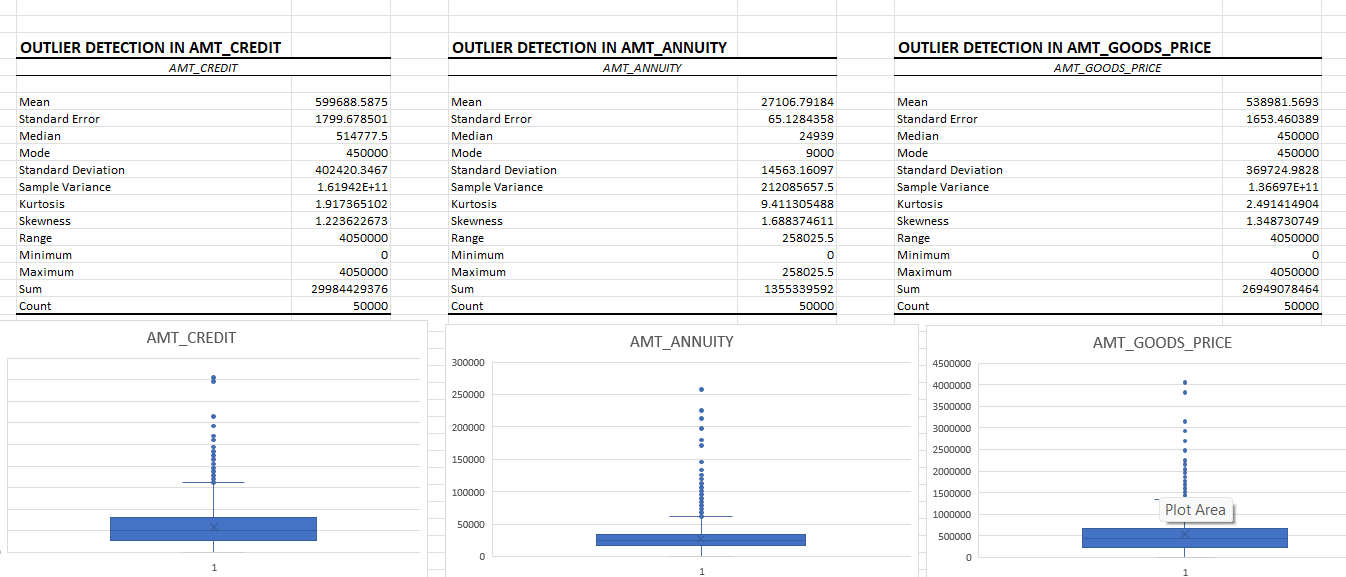 OUTLIER DETECTION IN AMT_CREDIT
AMT_CREDIT
Mean 599688.5875
Standard Error 1799.678501
Median 514777.5
Mode 450000
Standard Deviation 402420.3467
Sample Variance 1.61942E+11
Kurtosis 1.917365102
Skewness 1.223622673
Range 4050000
Minimum 0
Maximum 4050000
Sum 29984429376
Count 50000
OUTLIER DETECTION IN AMT_ANNUITY
AMT_ANNUITY
Mean 27106.79184
Standard Error 65.1284358
Median 24939
Mode 9000
Standard Deviation 14563.16097
Sample Variance 212085657.5
Kurtosis 9.411305488
Skewness 1.688374611
Range 258025.5
Minimum 0
Maximum 258025.5
Sum 1355339592
Count 50000
OUTLIER DETECTION IN AMT_GOODS_PRICE
AMT_GOODS_PRICE
Mean 538981.5693
Standard Error 1653.460389
Median 450000
Mode 450000
Standard Deviation 369724.9828
Sample Variance 1.36697E+11
Kurtosis 2.491414904
Skewness 1.348730749
Range 4050000
Minimum 0
Maximum 4050000
Sum 26949078464
Count 50000
AMT_CREDIT
1
AMT_ANNUITY
300000
250000
200000
150000
100000
50000
0
1
AMT_GOODS_PRICE
4500000
4000000
3500000
3000000
2500000
2000000
1500000
1000000
500000
0
Plot Area
1